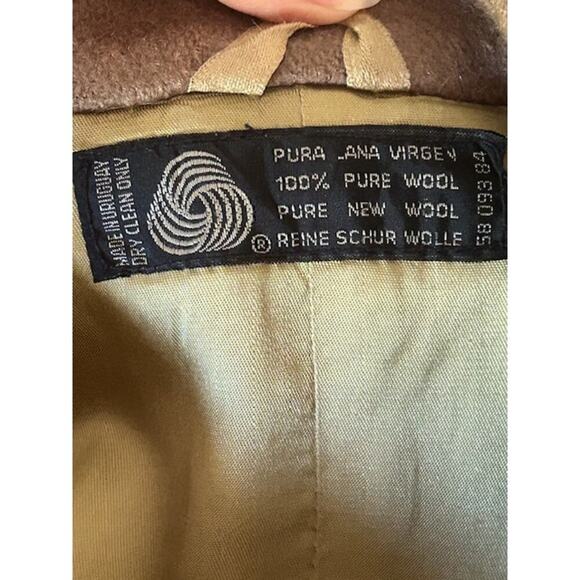 MADE IN URUGUAY
DRY CLEAN ONLY
PURA LANA VIRGEN
100% PURE WOOL
PURE NEW WOOL
® REINE SCHUR WOLLE
58 093 84